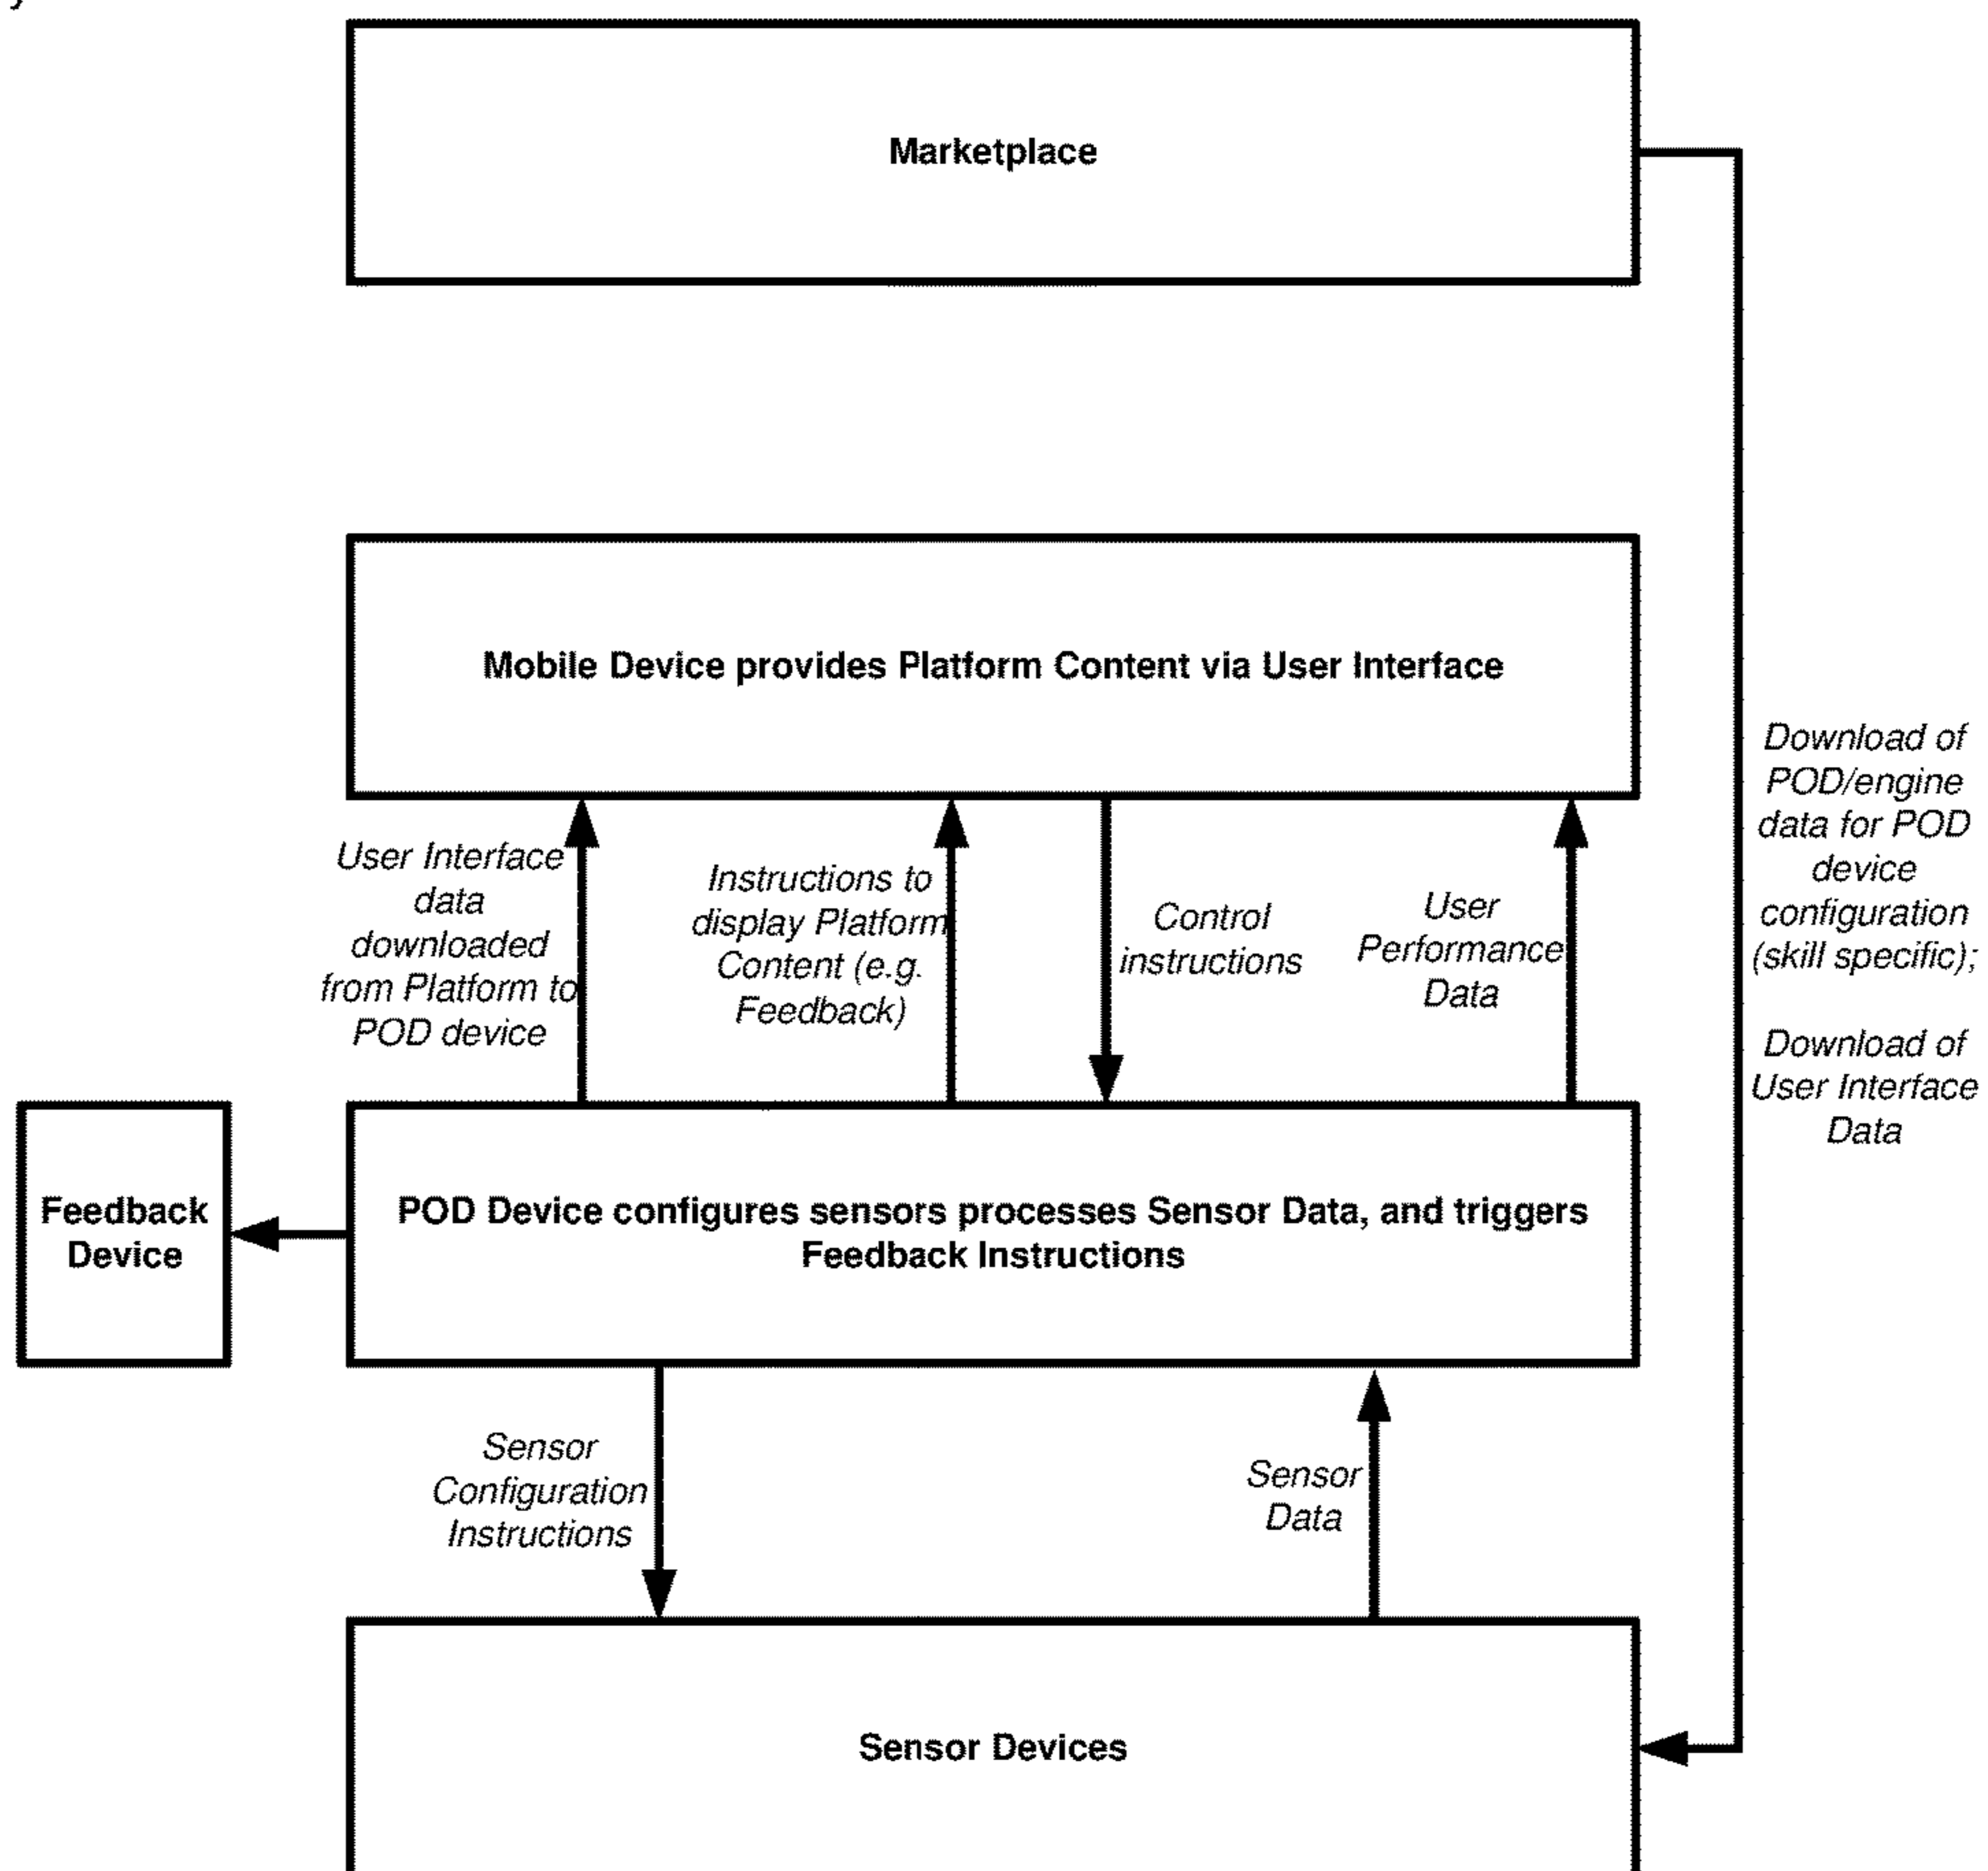 Marketplace
Mobile Device provides Platform Content via User Interface
User Interface
data
downloaded
from Platform to
POD device
Instructions to
display Platform
Content (e.g.
Feedback)
Control
instructions
User
Performance
Data
Download of
POD/engine
data for POD
device
configuration
(skill specific);
Download of
User Interface
Data
Feedback
Device
POD Device configures sensors processes Sensor Data, and triggers
Feedback Instructions
Sensor
Configuration
Instructions
Sensor
Data
Sensor Devices